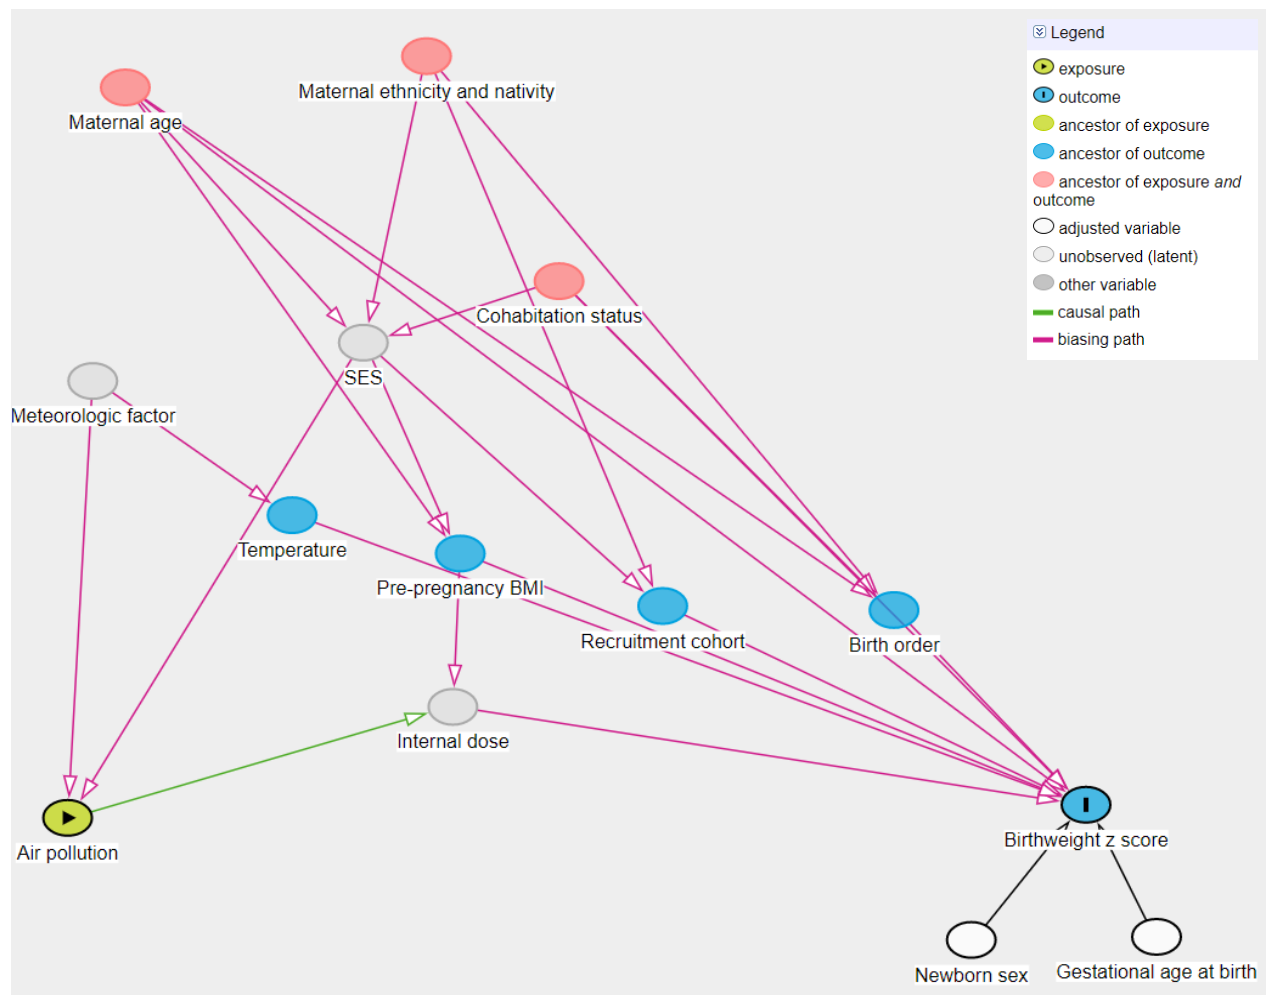 Legend
exposure
outcome
ancestor of exposure
ancestor of outcome
ancestor of exposure and
outcome
adjusted variable
unobserved (latent)
other variable
causal path
biasing path
Maternal ethnicity and nativity
Maternal age
Cohabitation status
SES
Meteorologic factor
Temperature
Pre-pregnancy BMI
Recruitment cohort
Birth order
Internal dose
Birthweight z score
Air pollution
Newborn sex
Gestational age at birth